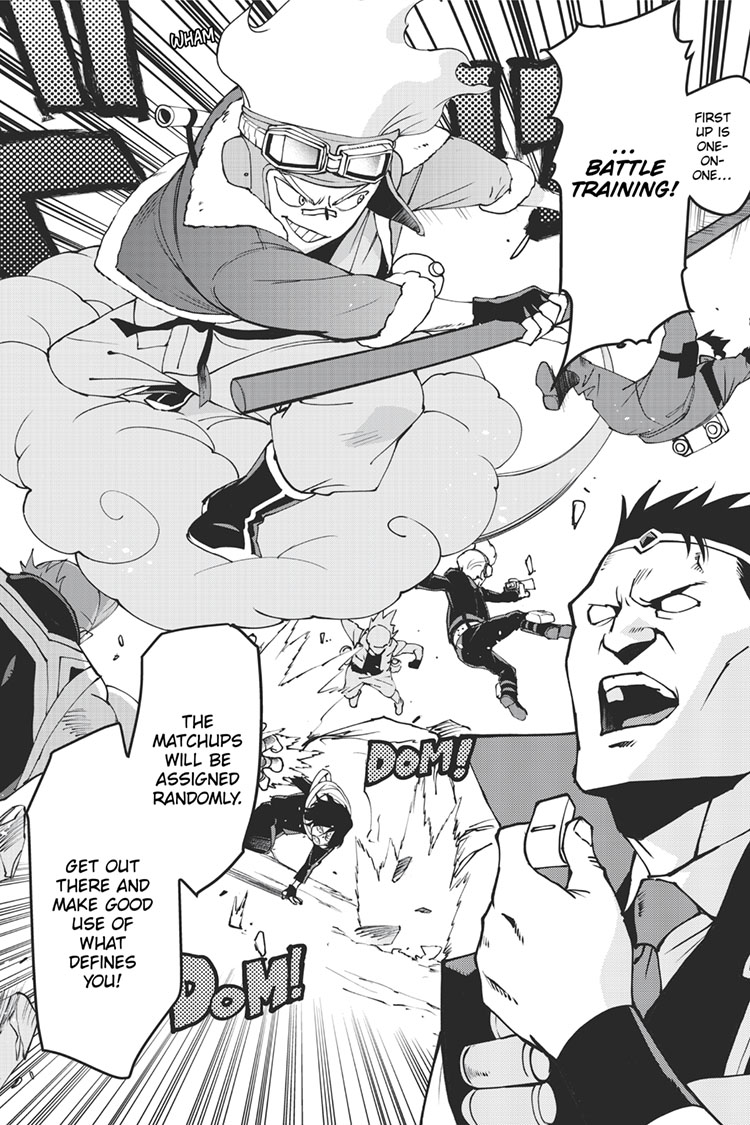 FIRST
UP IS
ONE-
ON-
ONE...
...
BATTLE
TRAINING!
WHAM
DOM!
THE
MATCHUPS
WILL BE
ASSIGNED
RANDOMLY.
GET OUT
THERE AND
MAKE GOOD
USE OF
WHAT
DEFINES
YOU!
DOM!